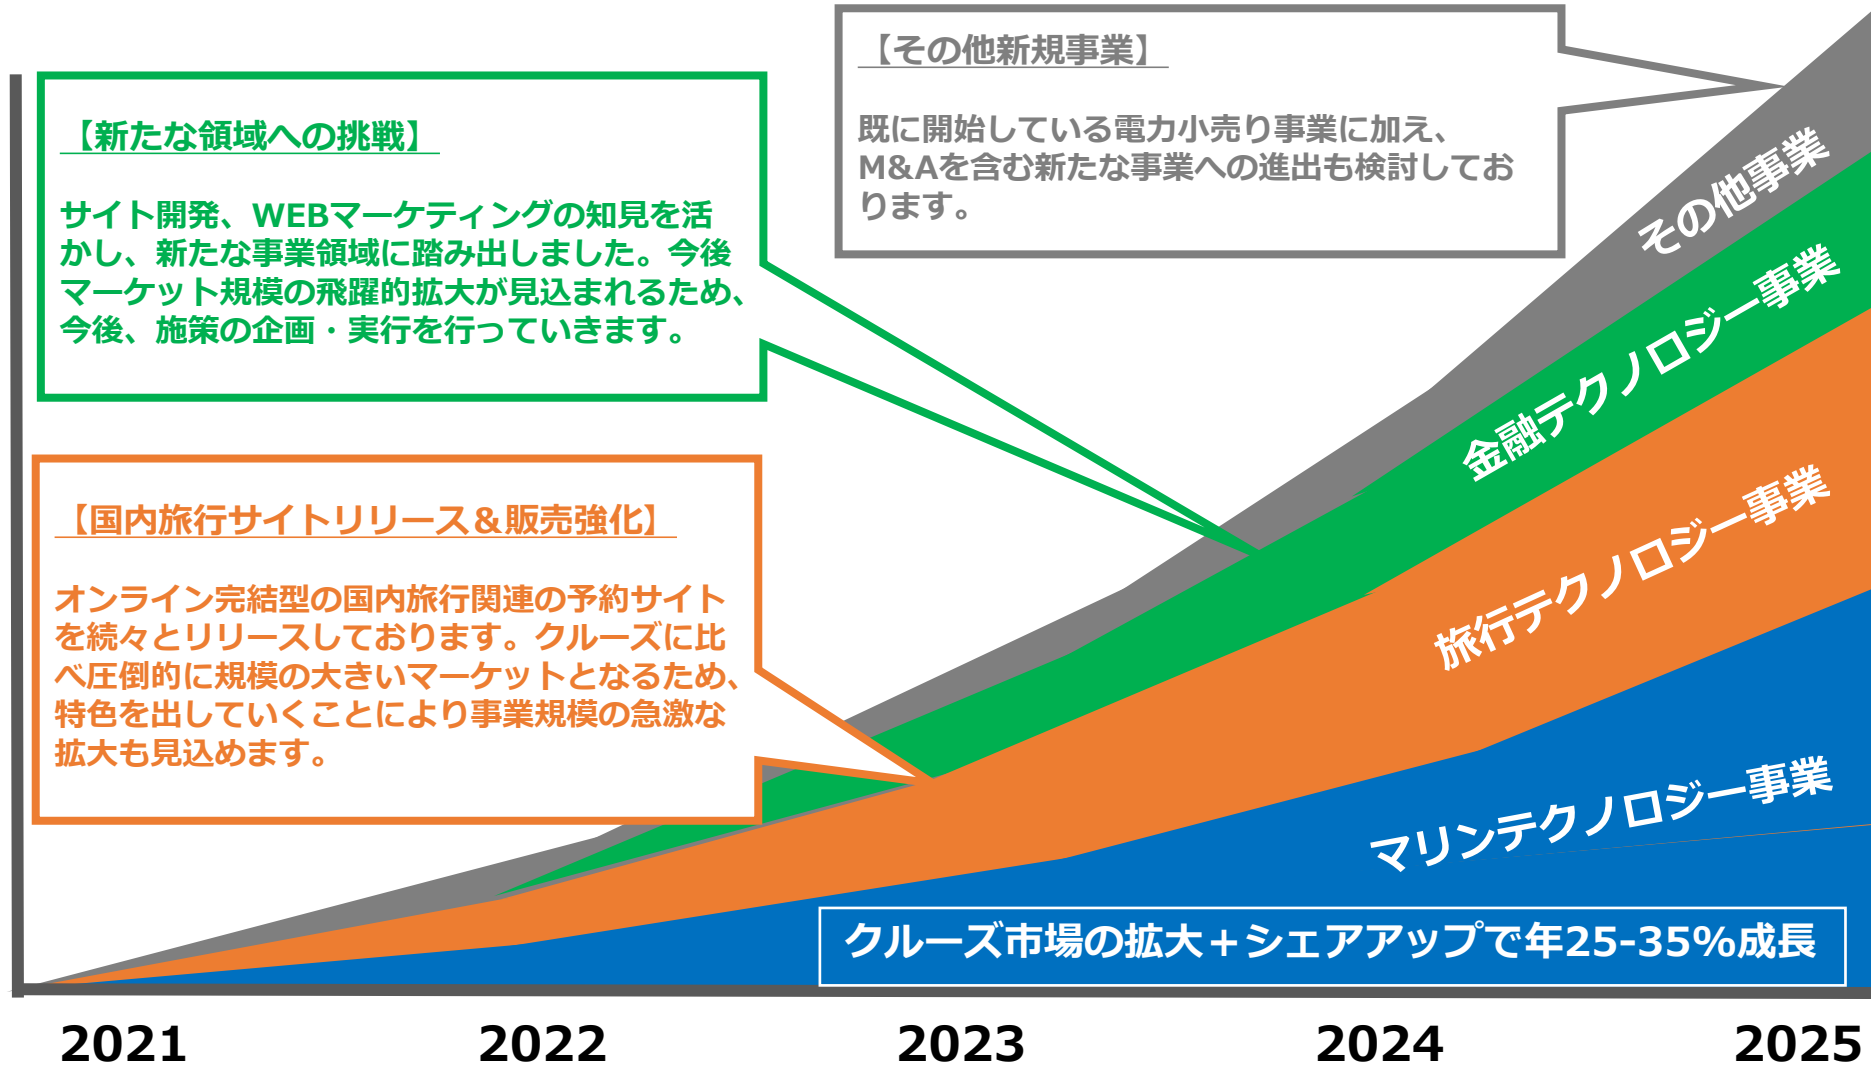 【その他新規事業】
既に開始している電力小売り事業に加え、
M&Aを含む新たな事業への進出も検討してお
ります。
【新たな領域への挑戦】
サイト開発、WEBマーケティングの知見を活
かし、新たな事業領域に踏み出しました。今後
マーケット規模の飛躍的拡大が見込まれるため、
今後、施策の企画・実行を行っていきます。
【国内旅行サイトリリース&販売強化】
オンライン完結型の国内旅行関連の予約サイト
を続々とリリースしております。クルーズに比
べ圧倒的に規模の大きいマーケットとなるため、
特色を出していくことにより事業規模の急激な
拡大も見込めます。
その他事業
金融テクノロジー事業
旅行テクノロジー事業
マリンテクノロジー事業
クルーズ市場の拡大+シェアアップで年25-35%成長
2021 2022 2023 2024 2025